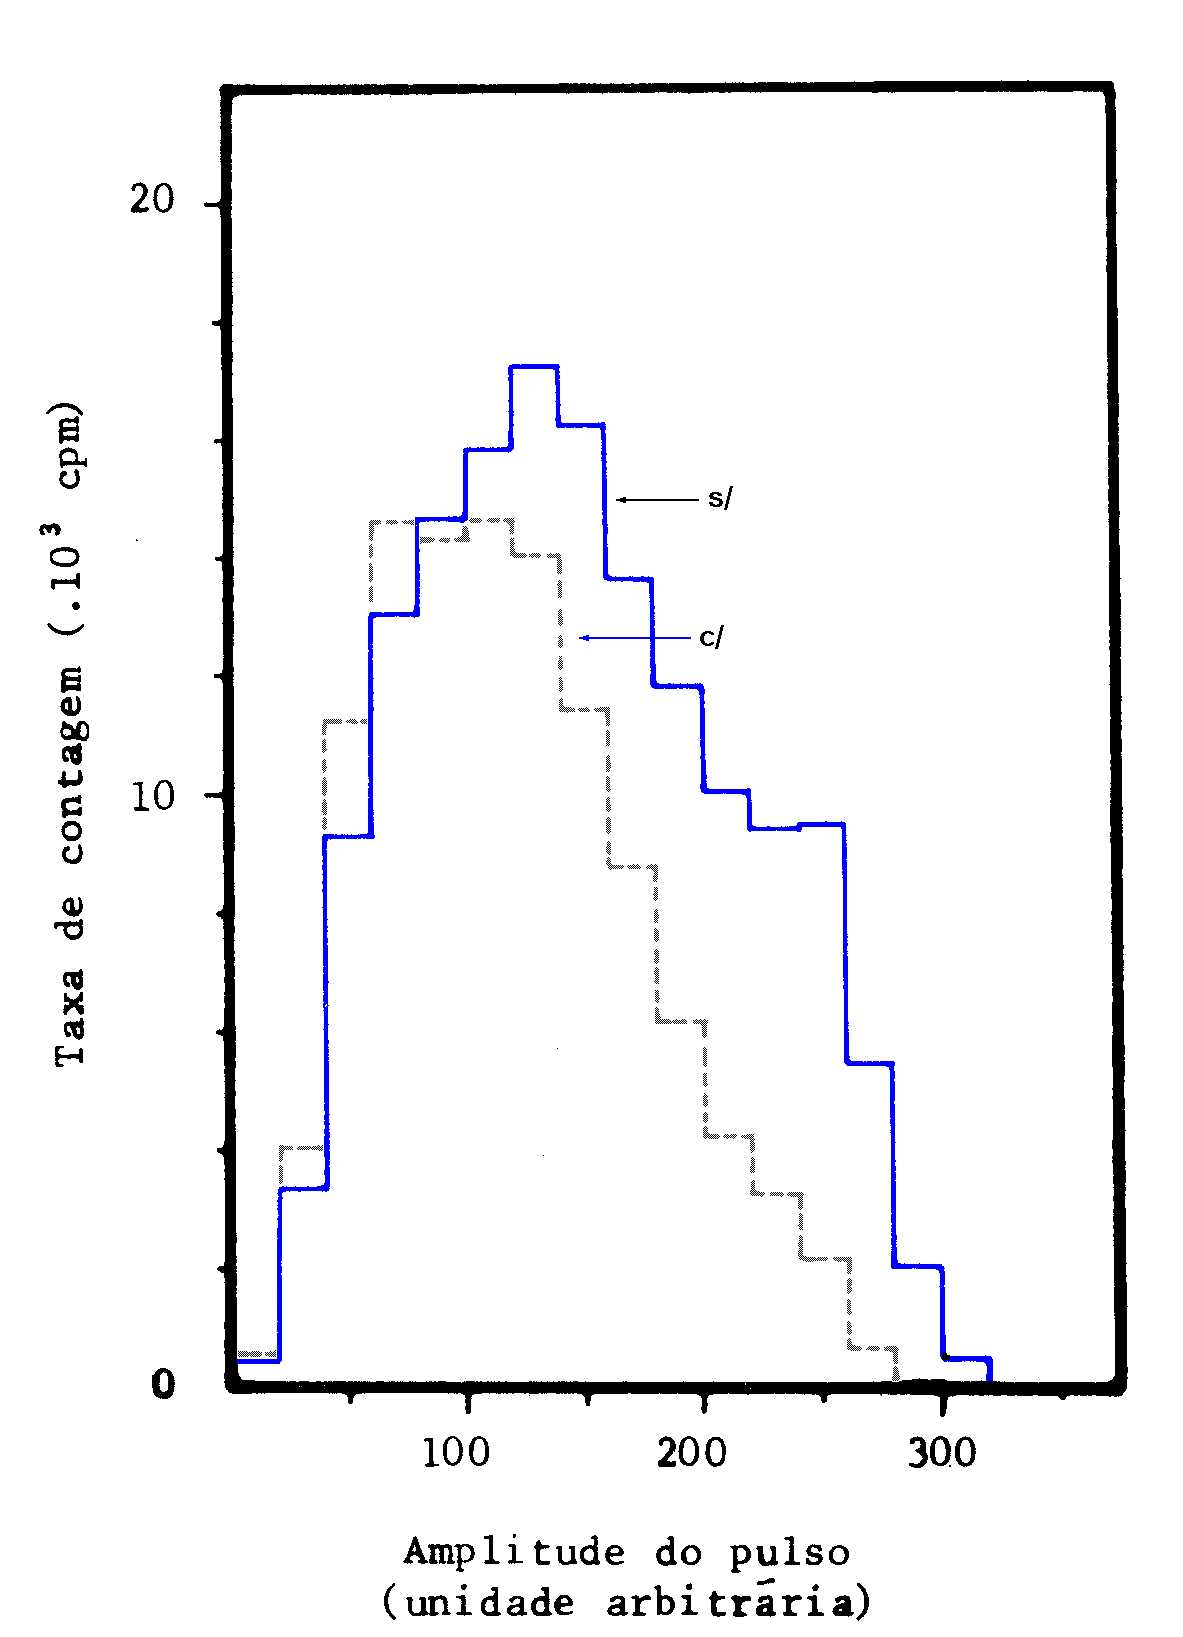 20
Taxa de contagem (.10³ cpm)
s/
c/
10
0
100 200 300
Amplitude do pulso
(unidade arbitrária)